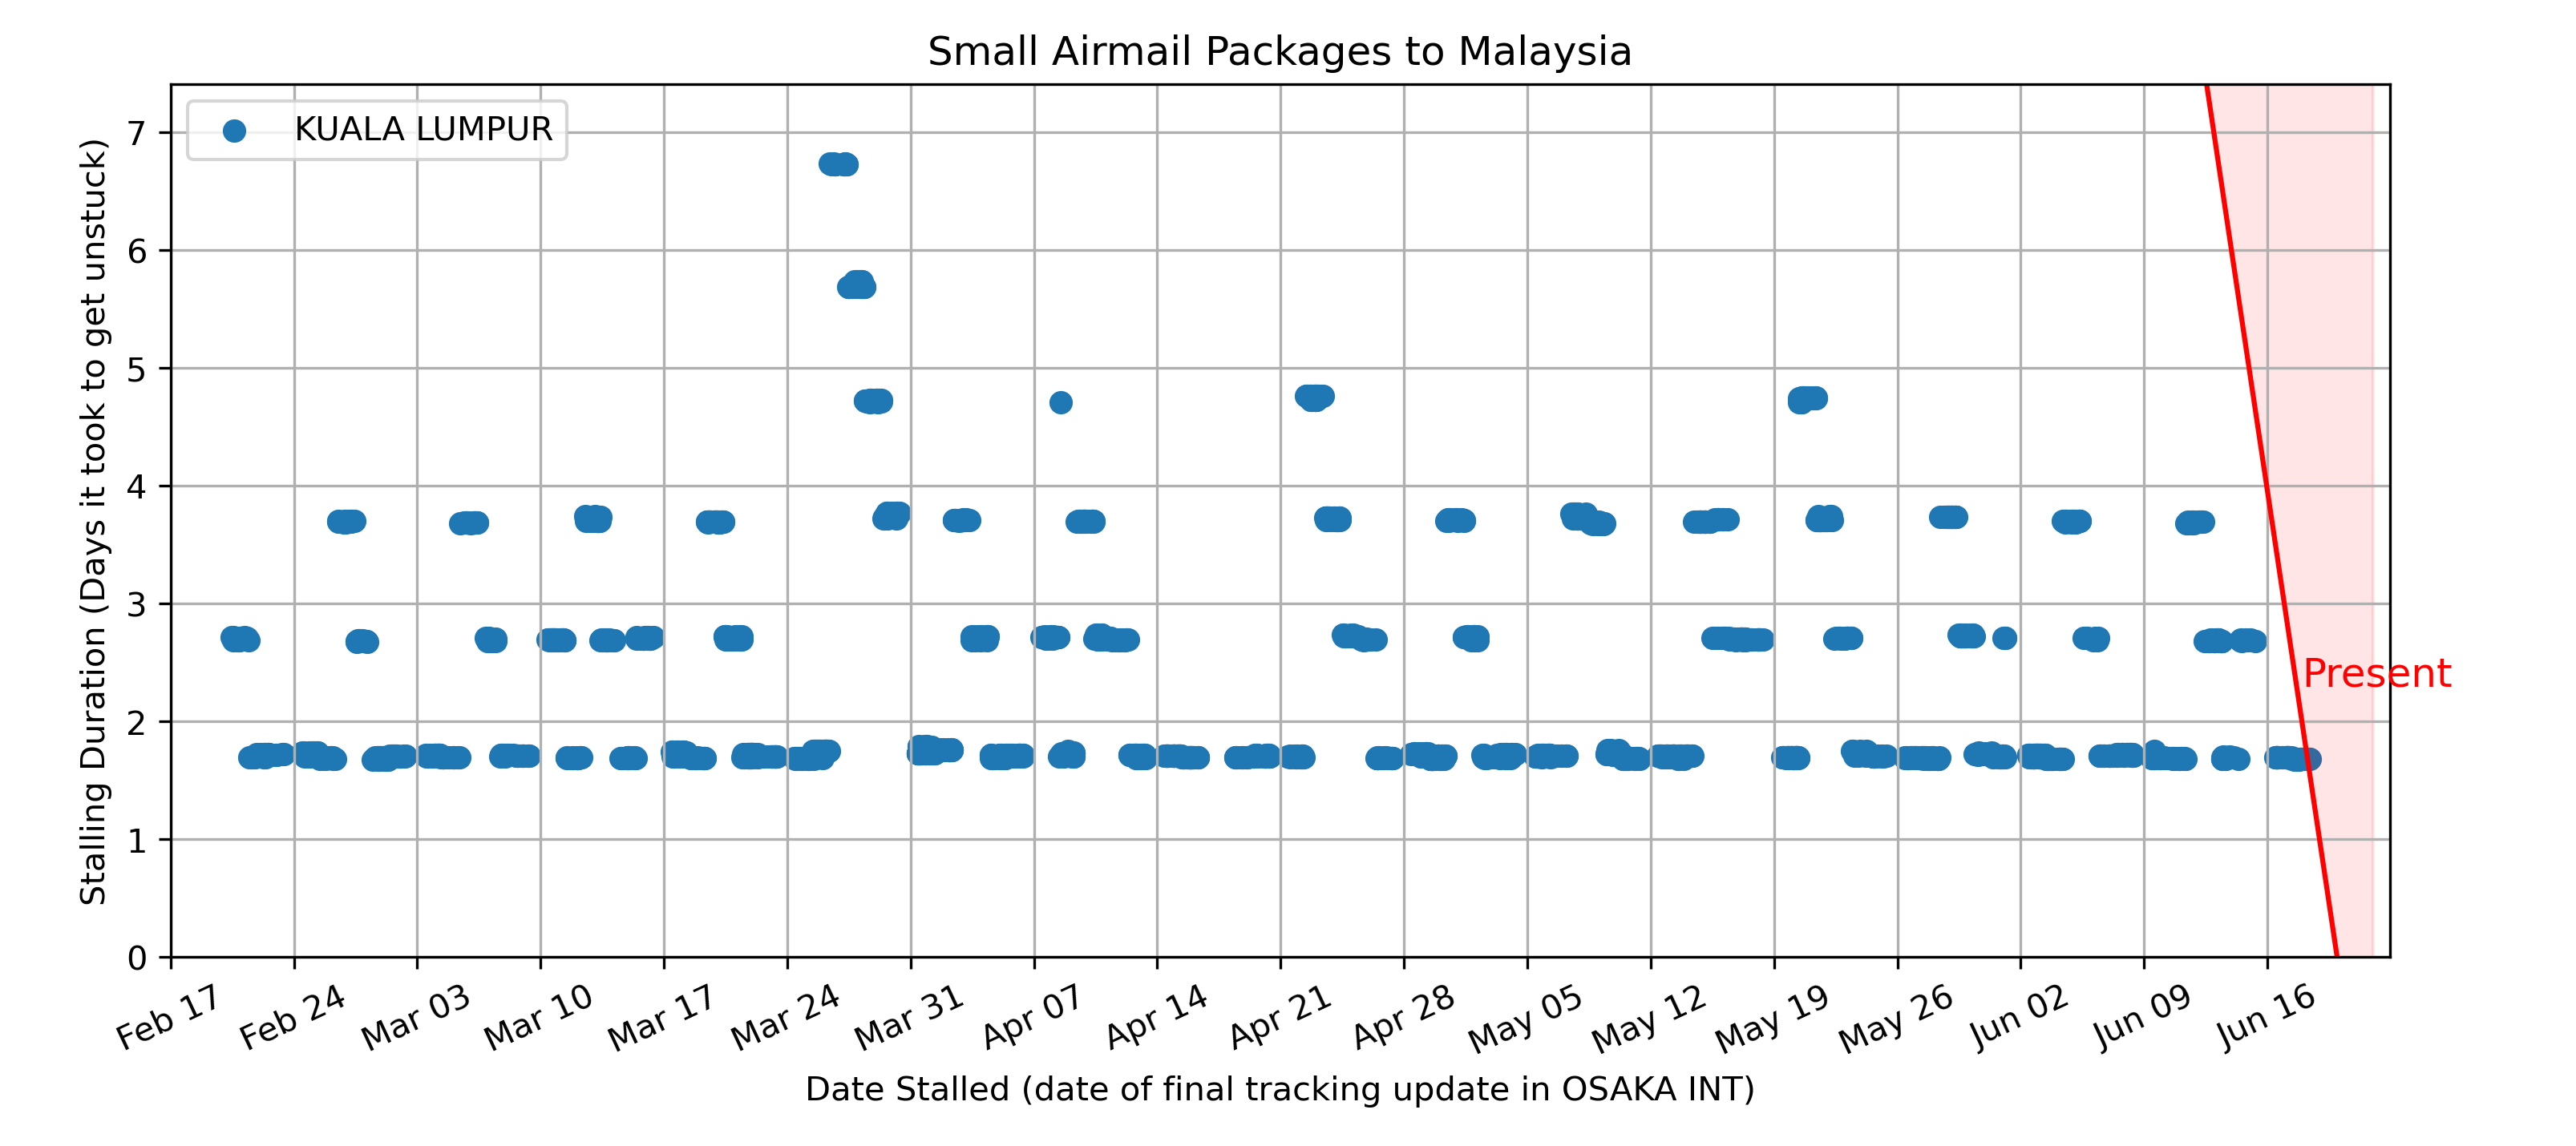 Small Airmail Packages to Malaysia
KUALA LUMPUR
Stalling Duration (Days it took to get unstuck)
7
6
5
4
3
2
1
0
Present
Feb 17
Feb 24
Mar 03
Mar 10
Mar 17
Mar 24
Mar 31
Apr 07
Apr 14
Apr 21
Apr 28
May 05
May 12
May 19
May 26
Jun 02
Jun 09
Jun 16
Date Stalled (date of final tracking update in OSAKA INT)